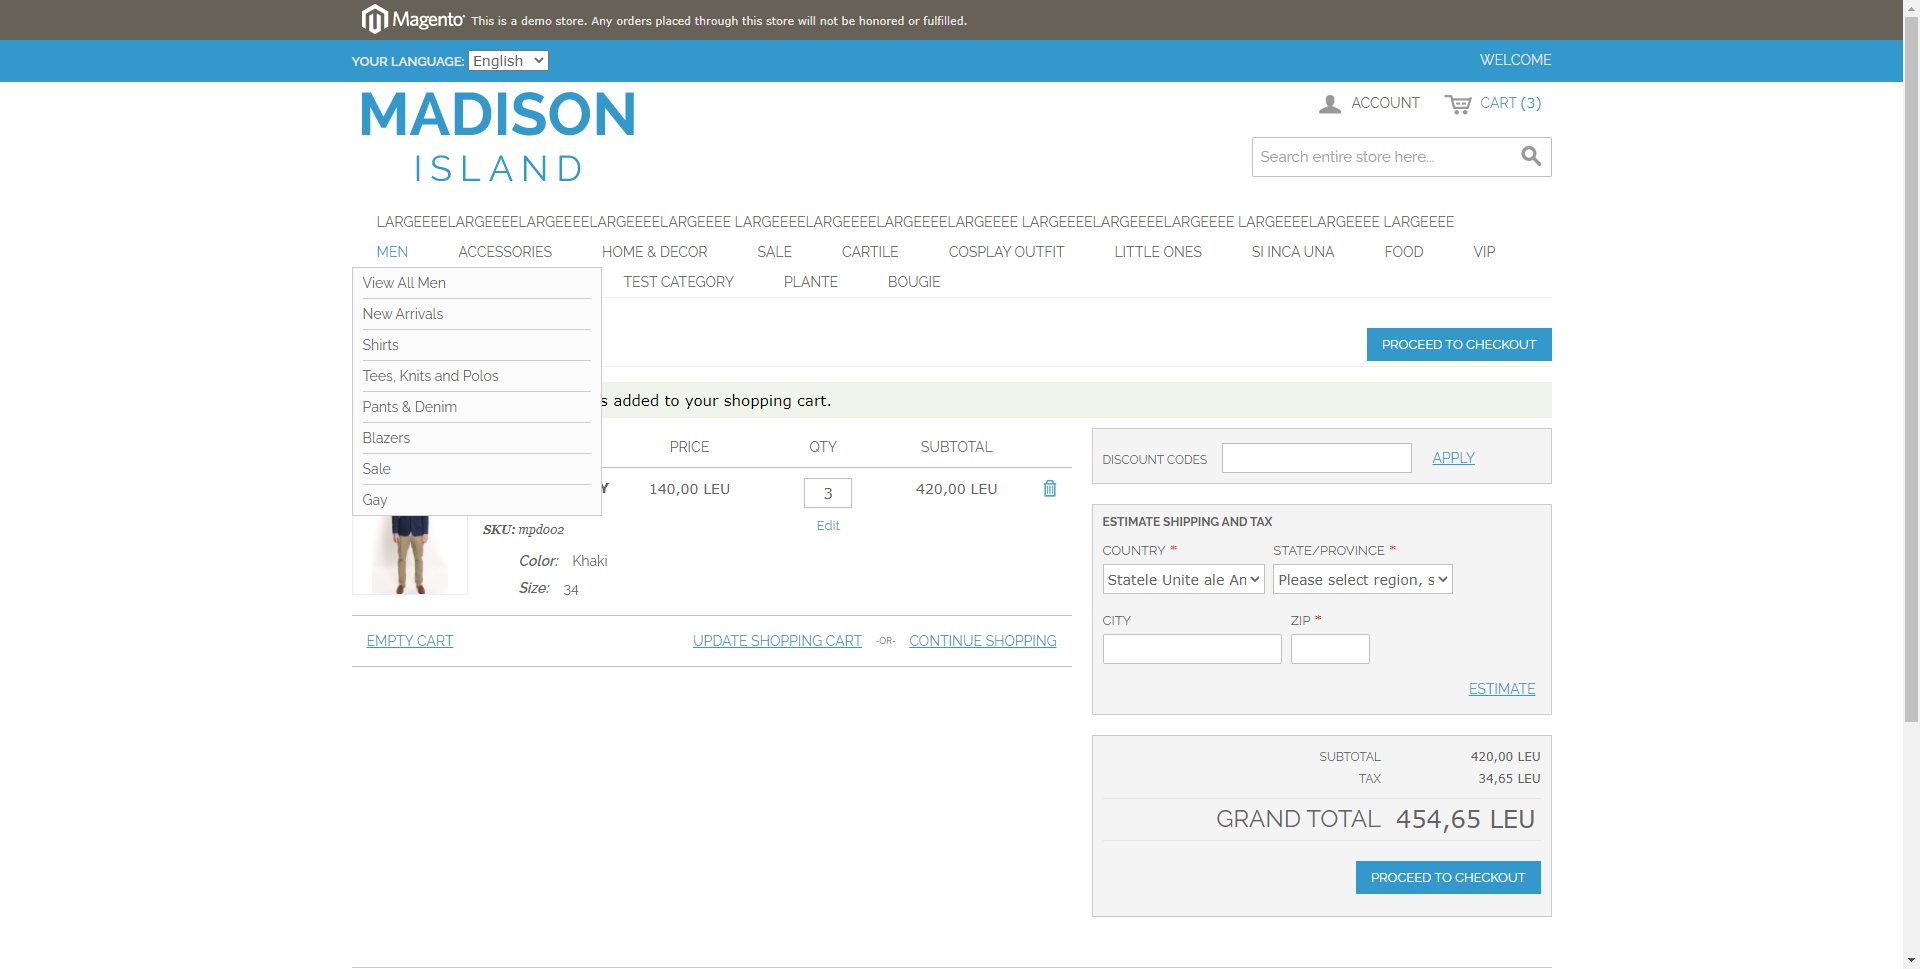 Magento This is a demo store. Any orders placed through this store will not be honored or fulfilled.
YOUR LANGUAGE: English
WELCOME
MADISON
ISLAND
ACCOUNT
CART (3)
Search entire store here...
LARGEEEELARGEEEELARGEEEELARGEEEELARGEEEE LARGEEEELARGEEEELARGEEEELARGEEEE LARGEEEELARGEEEELARGEEEE LARGEEEELARGEEEE LARGEEEE
MEN ACCESSORIES HOME & DECOR SALE CARTILE COSPLAY OUTFIT LITTLE ONES SI INCA UNA FOOD VIP
TEST CATEGORY PLANTE BOUGIE
View All Men
New Arrivals
Shirts
Tees, Knits and Polos
Pants & Denim
Blazers
Sale
Gay
PROCEED TO CHECKOUT
s added to your shopping cart.
PRICE QTY SUBTOTAL
Y 140,00 LEU 3 420,00 LEU
Edit
SKU: mpd002
Color: Khaki
Size: 34
EMPTY CART UPDATE SHOPPING CART -OR- CONTINUE SHOPPING
DISCOUNT CODES APPLY
ESTIMATE SHIPPING AND TAX
COUNTRY * STATE/PROVINCE *
Statele Unite ale An Please select region, s
CITY ZIP *
ESTIMATE
SUBTOTAL 420,00 LEU
TAX 34,65 LEU
GRAND TOTAL 454,65 LEU
PROCEED TO CHECKOUT